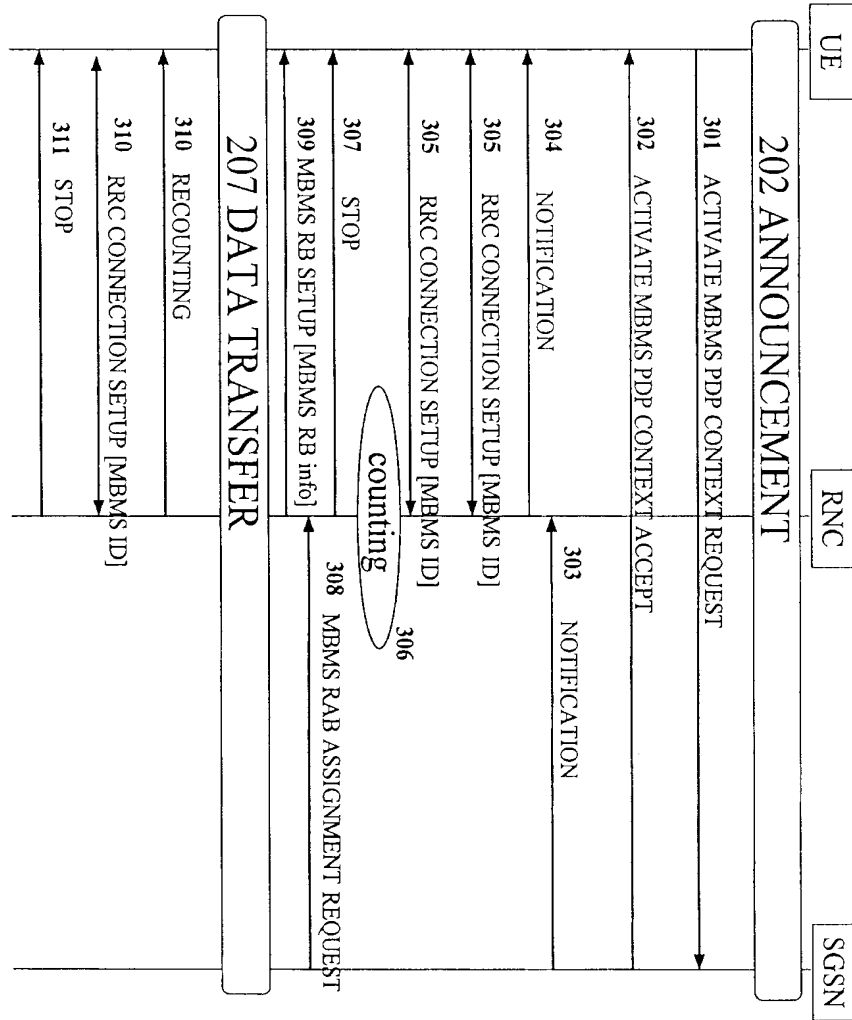 UE
RNC
SGSN
202 ANNOUNCEMENT
301 ACTIVATE MBMS PDP CONTEXT REQUEST
302 ACTIVATE MBMS PDP CONTEXT ACCEPT
303 NOTIFICATION
304 NOTIFICATION
305 RRC CONNECTION SETUP [MBMS ID]
305 RRC CONNECTION SETUP [MBMS ID]
counting
306
307 STOP
308 MBMS RAB ASSIGNMENT REQUEST
309 MBMS RB SETUP [MBMS RB info]
207 DATA TRANSFER
310 RECOUNTING
310 RRC CONNECTION SETUP [MBMS ID]
311 STOP